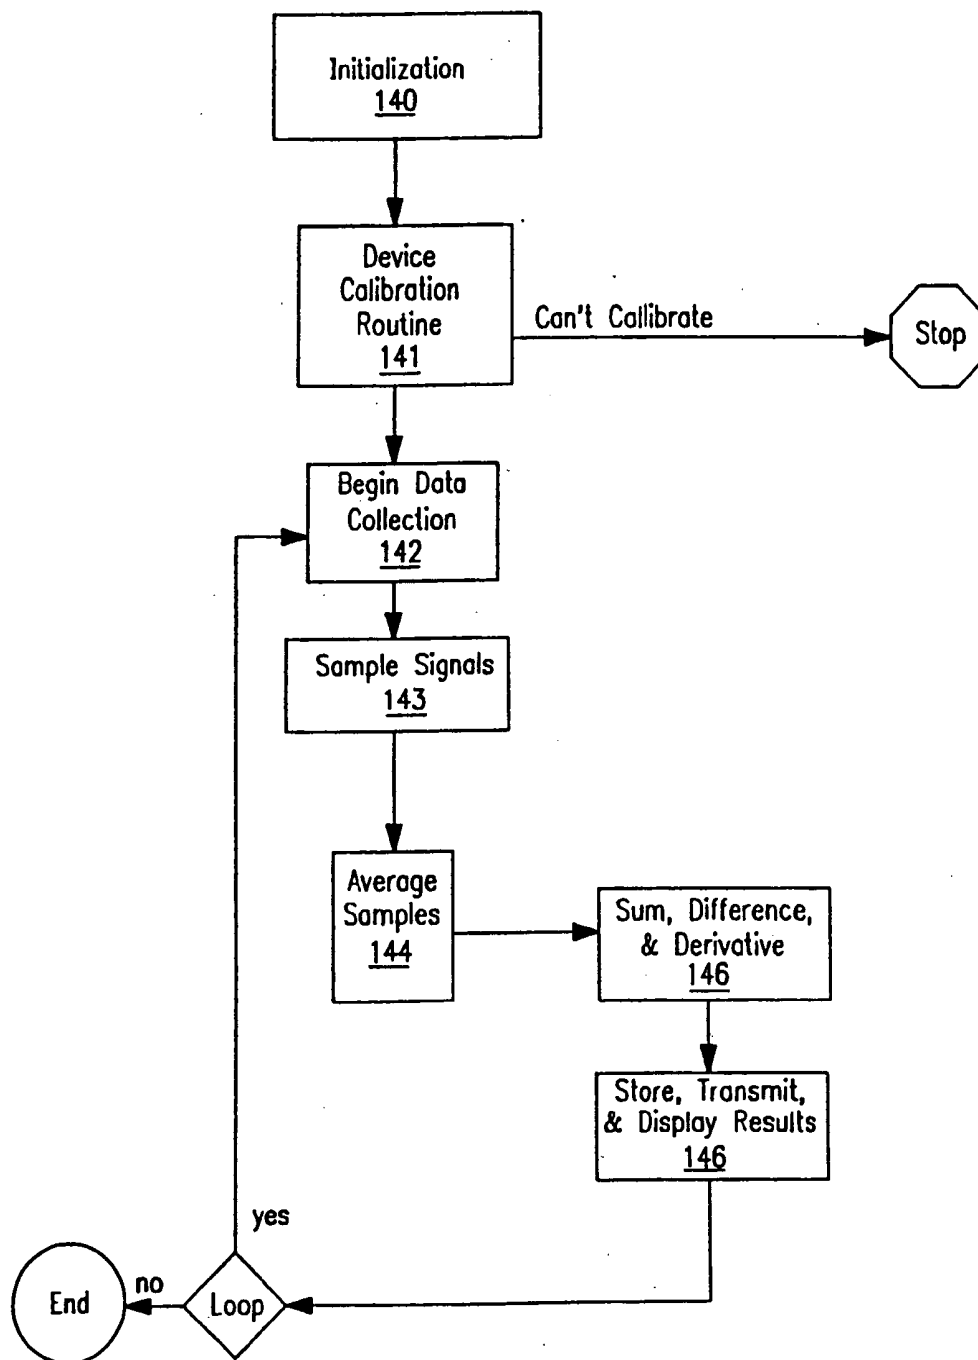 Initialization
140
Device
Calibration
Routine
141
Can't Callibrate
Stop
Begin Data
Collection
142
Sample Signals
143
Average
Samples
144
Sum, Difference,
& Derivative
146
Store, Transmit,
& Display Results
146
yes
no
End
Loop